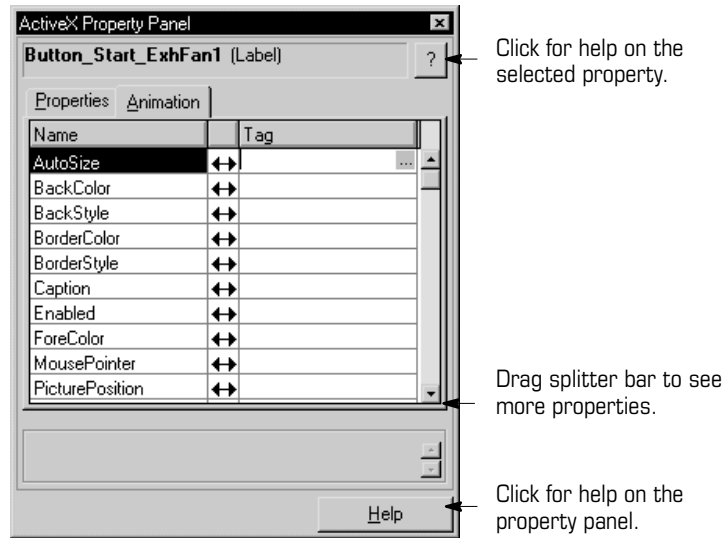 ActiveX Property Panel
Button_Start_ExhFan1 (Label)
?
Click for help on the
selected property.
Properties Animation
Name Tag
AutoSize ...
BackColor
BackStyle
BorderColor
BorderStyle
Caption
Enabled
ForeColor
MousePointer
PicturePosition
Drag splitter bar to see
more properties.
Help
Click for help on the
property panel.